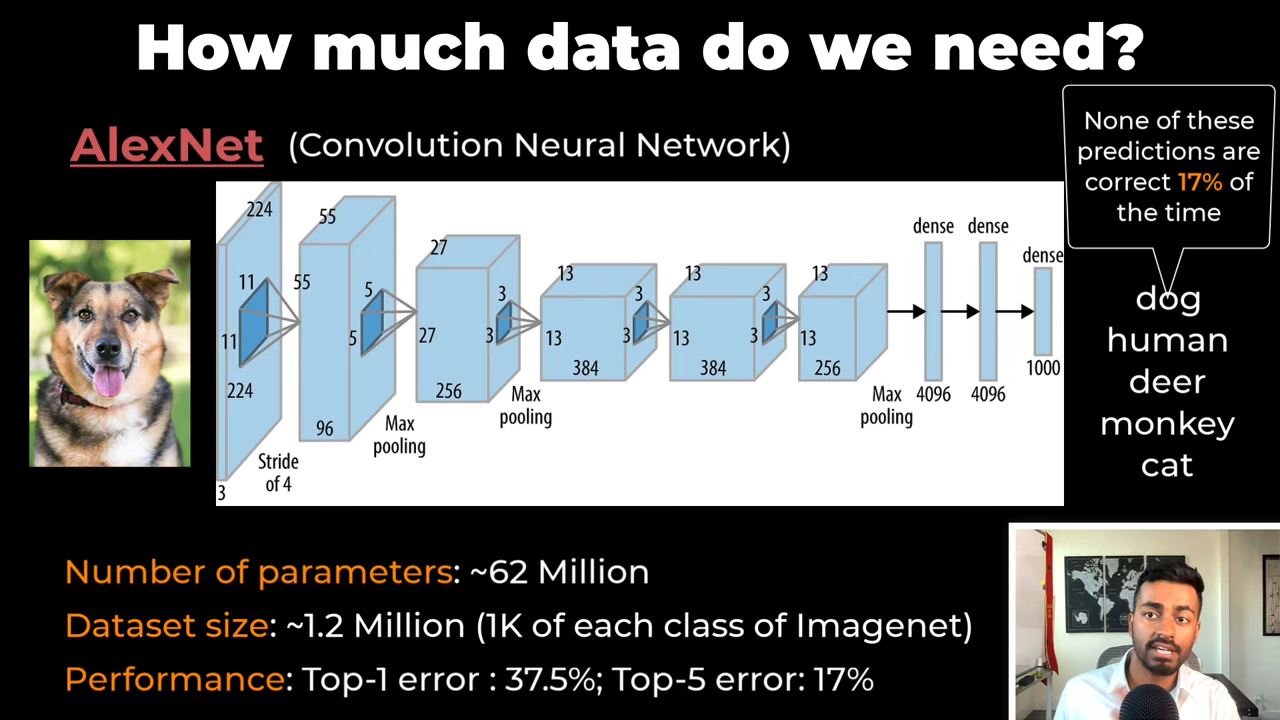 How much data do we need?
AlexNet (Convolution Neural Network)
None of these
predictions are
correct 17% of
the time
224
55
27
13
13
13
dense
dense
dense
11
55
5
3
3
3
11
5
27
3
13
3
13
3
13
224
96
256
384
384
256
4096
4096
1000
Stride
of 4
Max
pooling
Max
pooling
Max
pooling
3
dog
human
deer
monkey
cat
Number of parameters: ~62 Million
Dataset size: ~1.2 Million (1K of each class of Imagenet)
Performance: Top-1 error : 37.5%; Top-5 error: 17%